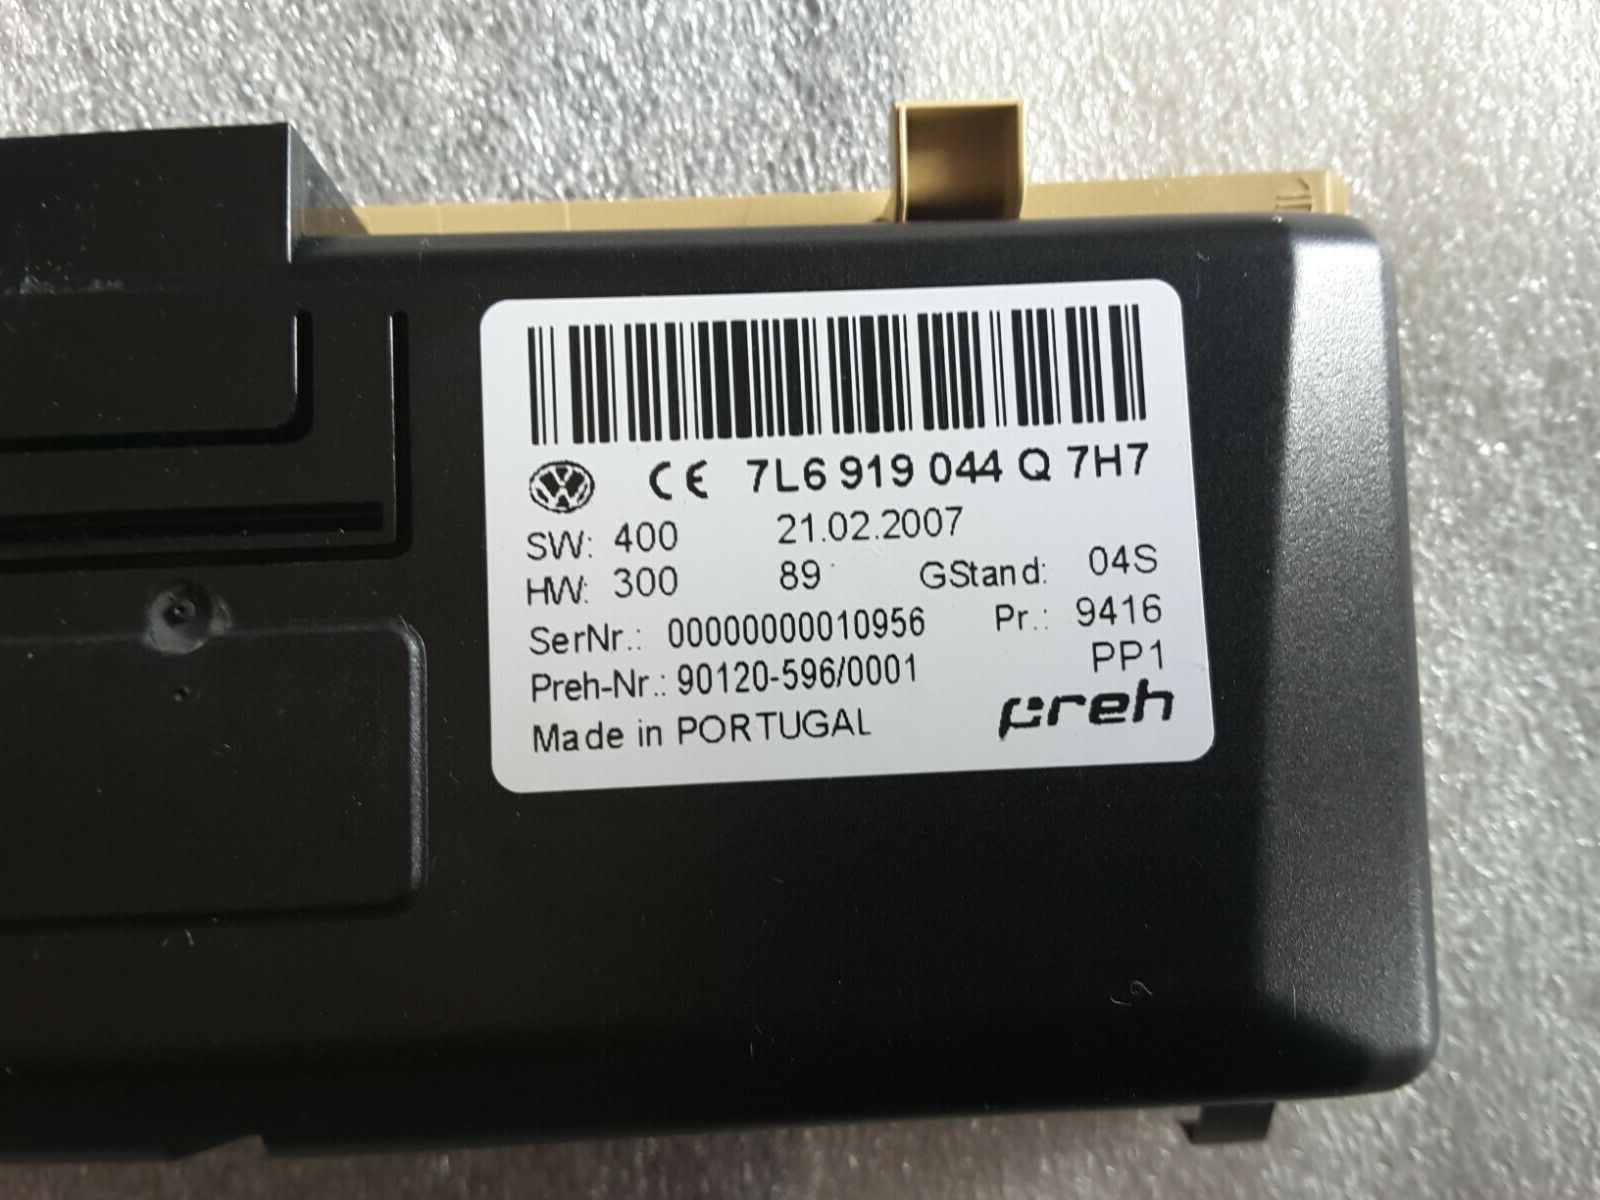 CE 7L6 919 044 Q 7H7
SW: 400 21.02.2007
HW: 300 89 GStand: 04S
SerNr.: 00000000010956 Pr.: 9416
Preh-Nr.: 90120-596/0001 PP1
Made in PORTUGAL preh